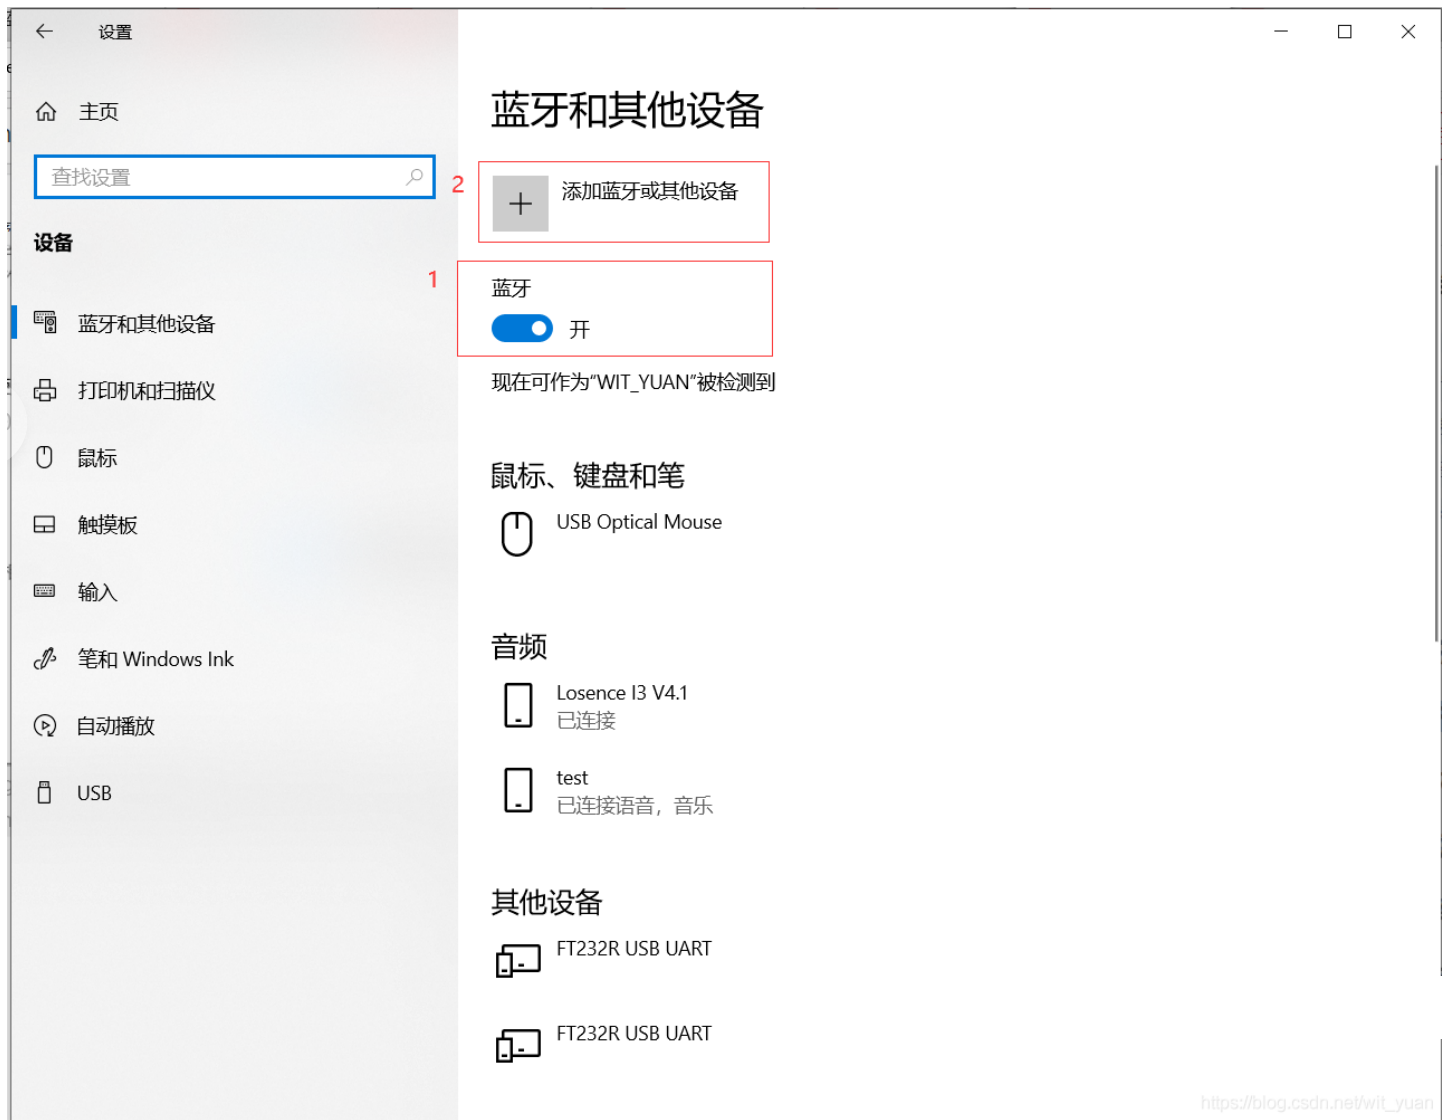 设置
主页
查找设置
设备
蓝牙和其他设备
打印机和扫描仪
鼠标
触摸板
输入
笔和 Windows Ink
自动播放
USB
蓝牙和其他设备
2
添加蓝牙或其他设备
1
蓝牙
开
现在可作为“WIT_YUAN”被检测到
鼠标、键盘和笔
USB Optical Mouse
音频
Losence I3 V4.1
已连接
test
已连接语音，音乐
其他设备
FT232R USB UART
FT232R USB UART
https://blog.csdn.net/wit_yuan